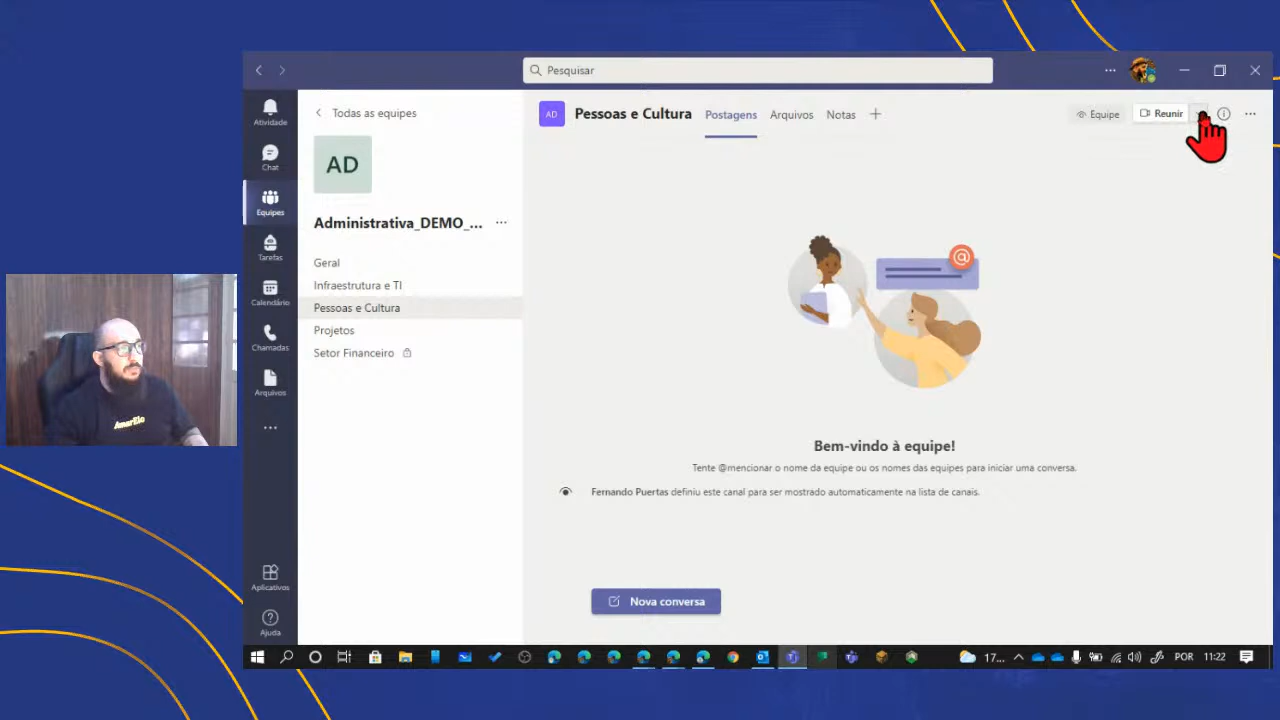 Pesquisar
Atividade
Chat
Equipes
Tarefas
Calendário
Chamadas
Arquivos
Aplicativos
Ajuda
Todas as equipes
AD
Administrativa_DEMO_...
Geral
Infraestrutura e TI
Pessoas e Cultura
Projetos
Setor Financeiro
AD
Pessoas e Cultura
Postagens
Arquivos
Notas
Equipe
Reunir
@
Bem-vindo à equipe!
Tente @mencionar o nome da equipe ou os nomes das equipes para iniciar uma conversa.
Fernando Puertas definiu este canal para ser mostrado automaticamente na lista de canais.
Nova conversa
Amarelo
17...
POR
11:22